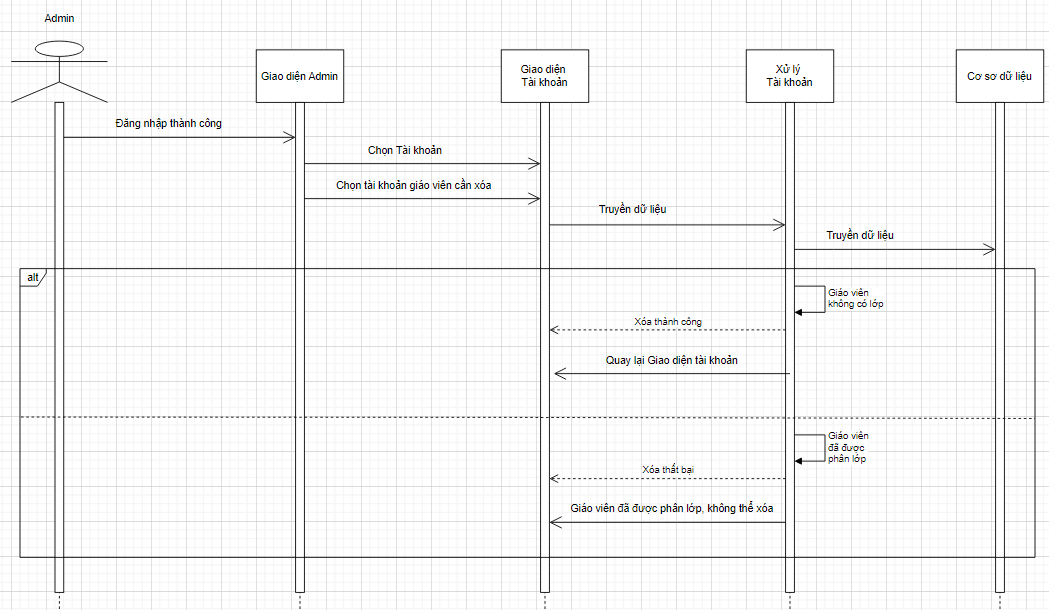 Admin
Giao diện Admin
Giao diện
Tài khoản
Xử lý
Tài khoản
Cơ sơ dữ liệu
Đăng nhập thành công
Chọn Tài khoản
Chọn tài khoản giáo viên cần xóa
Truyền dữ liệu
Truyền dữ liệu
alt
Giáo viên
không có lớp
Xóa thành công
Quay lại Giao diện tài khoản
Giáo viên
đã được
phân lớp
Xóa thất bại
Giáo viên đã được phân lớp, không thể xóa